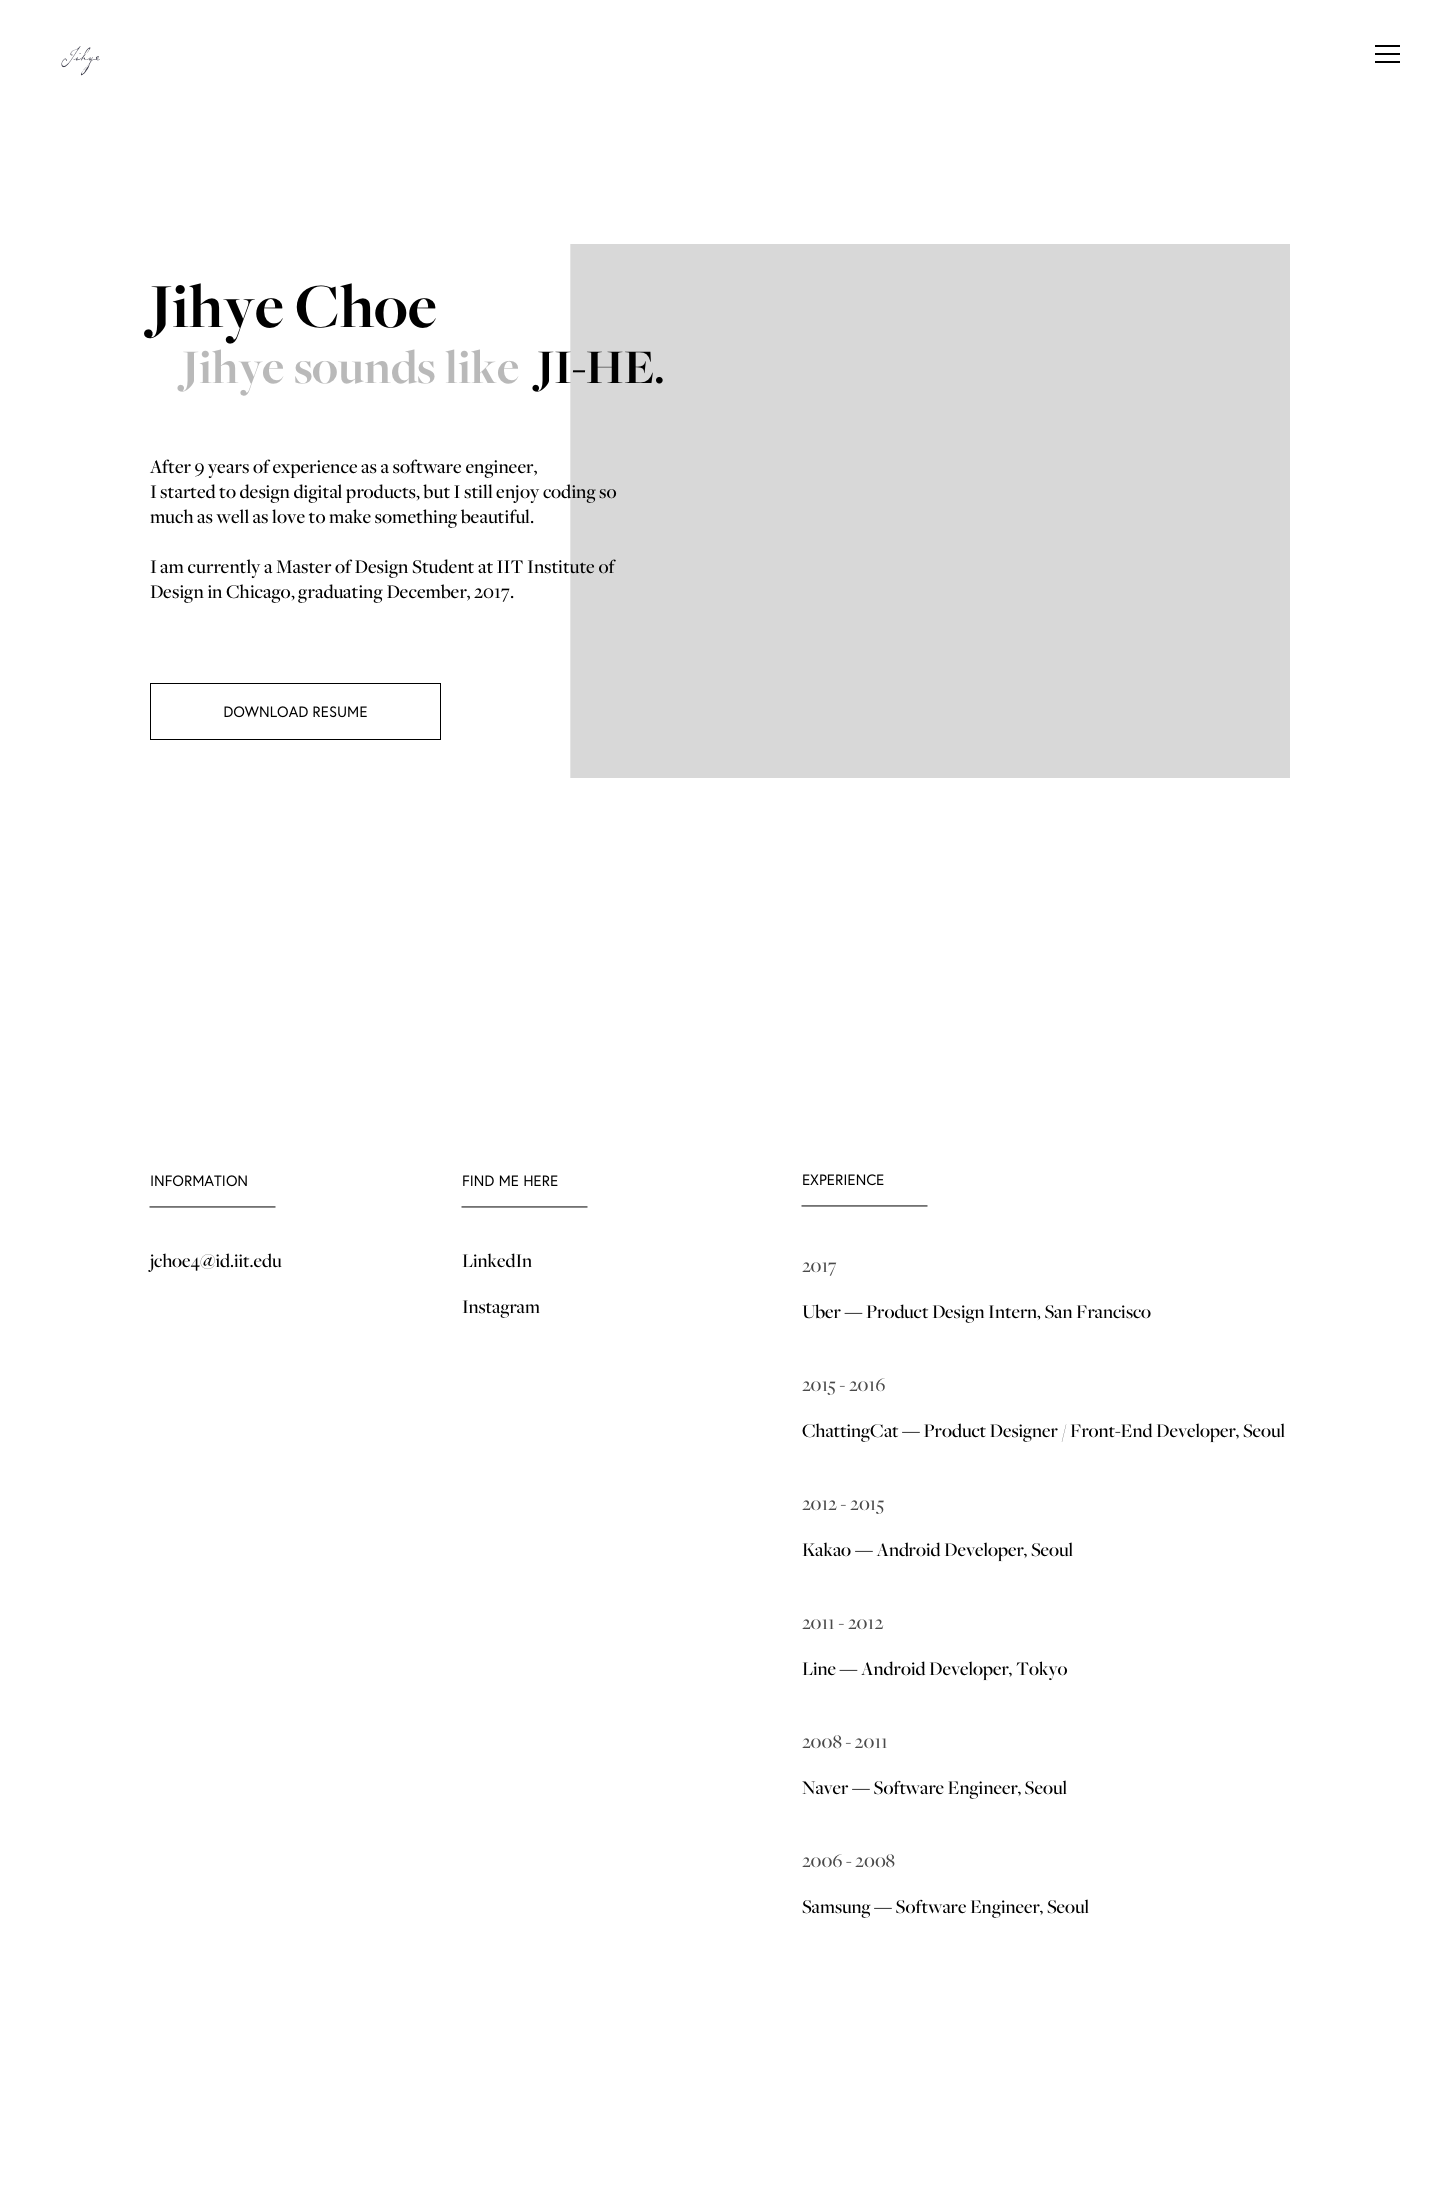 Jihye
Jihye Choe
Jihye sounds like JI-HE.
After 9 years of experience as a software engineer,
I started to design digital products, but I still enjoy coding so
much as well as love to make something beautiful.
I am currently a Master of Design Student at IIT Institute of
Design in Chicago, graduating December, 2017.
DOWNLOAD RESUME
INFORMATION
jchoe4@id.iit.edu
FIND ME HERE
LinkedIn
Instagram
EXPERIENCE
2017
Uber — Product Design Intern, San Francisco
2015 - 2016
ChattingCat — Product Designer / Front-End Developer, Seoul
2012 - 2015
Kakao — Android Developer, Seoul
2011 - 2012
Line — Android Developer, Tokyo
2008 - 2011
Naver — Software Engineer, Seoul
2006 - 2008
Samsung — Software Engineer, Seoul